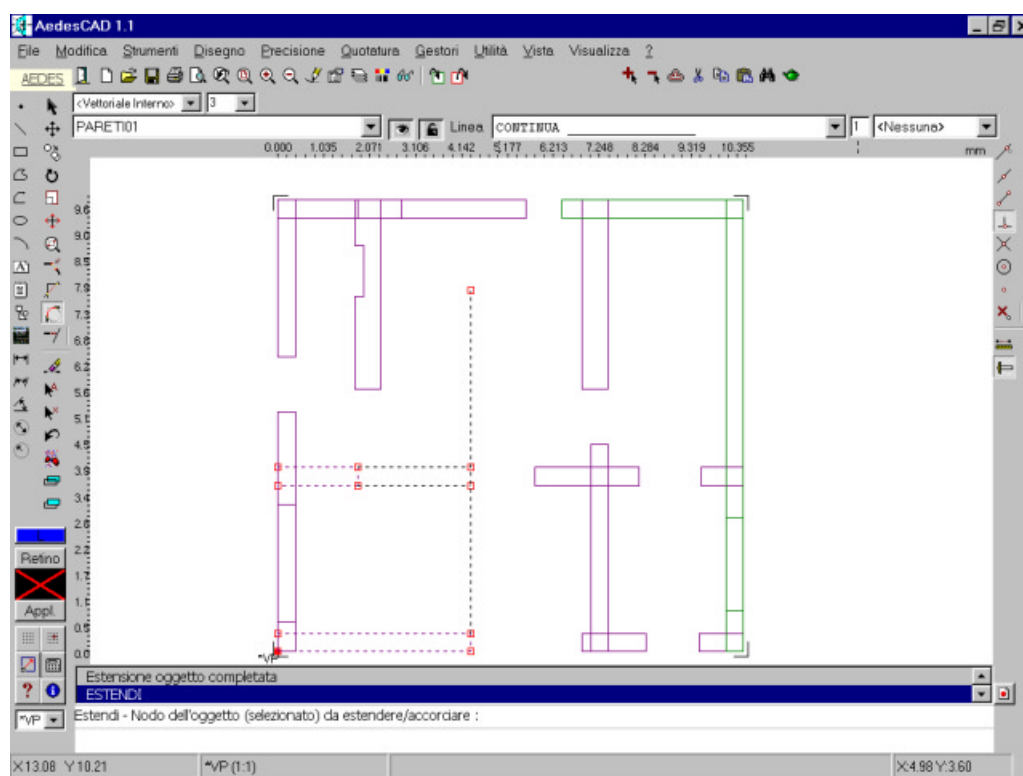 AedesCAD 1.1
File Modifica Strumenti Disegno Precisione Quotatura Gestori Utilità Vista Visualizza ?
AEDES
<Vettoriale Interno> 3
PARETI01 Linea CONTINUA 1 <Nessuna>
0.000 1.035 2.071 3.106 4.142 5.177 6.213 7.248 8.284 9.319 10.355 mm
9.6
9.0
8.5
7.9
7.3
6.8
6.2
5.6
5.1
4.5
3.9
3.4
2.8
2.2
1.7
1.1
0.5
0.0
L
Retino
Appl.
*VP
Estensione oggetto completata
ESTENDI
*VP Estendi - Nodo dell'oggetto (selezionato) da estendere/accorciare :
X13.08 Y10.21 *VP (1:1) X:4.98 Y:3.60